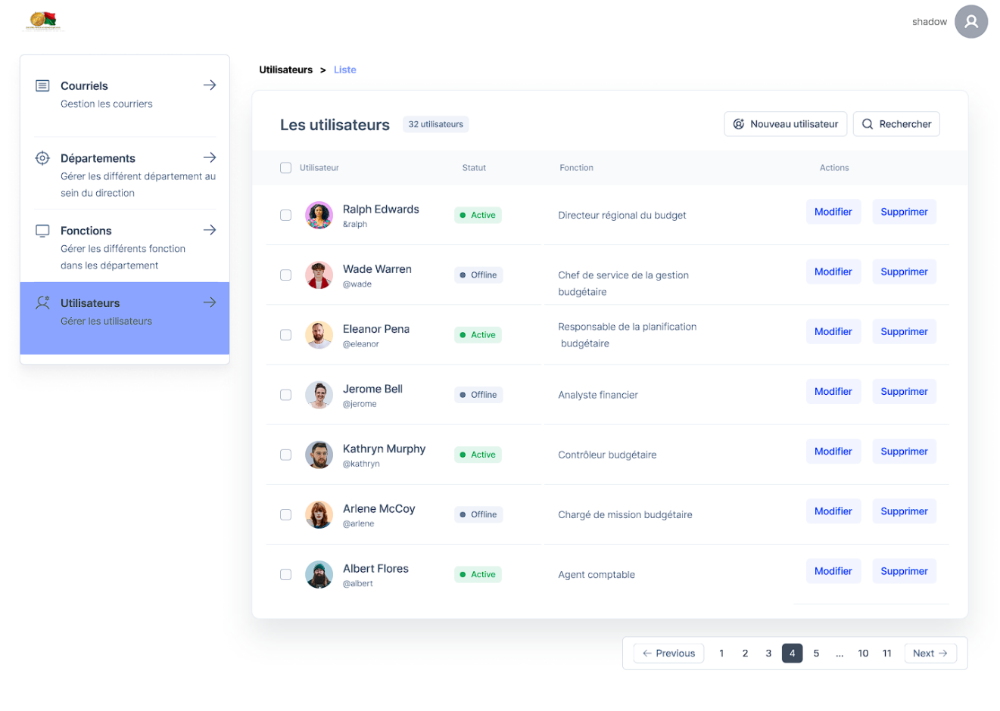 shadow
Courriels
Gestion les courriers
Départements
Gérer les différent département au
sein du direction
Fonctions
Gérer les différents fonction
dans les département
Utilisateurs
Gérer les utilisateurs
Utilisateurs > Liste
Les utilisateurs 32 utilisateurs Nouveau utilisateur Rechercher
Utilisateur Statut Fonction Actions
Ralph Edwards
&ralph
Active Directeur régional du budget Modifier Supprimer
Wade Warren
@wade
Offline
Chef de service de la gestion
budgétaire
Modifier Supprimer
Eleanor Pena
@eleanor
Active
Responsable de la planification
budgétaire
Modifier Supprimer
Jerome Bell
@jerome
Offline Analyste financier Modifier Supprimer
Kathryn Murphy
@kathryn
Active Contrôleur budgétaire Modifier Supprimer
Arlene McCoy
@arlene
Offline Chargé de mission budgétaire Modifier Supprimer
Albert Flores
@albert
Active Agent comptable Modifier Supprimer
← Previous 1 2 3 4 5 ... 10 11 Next →